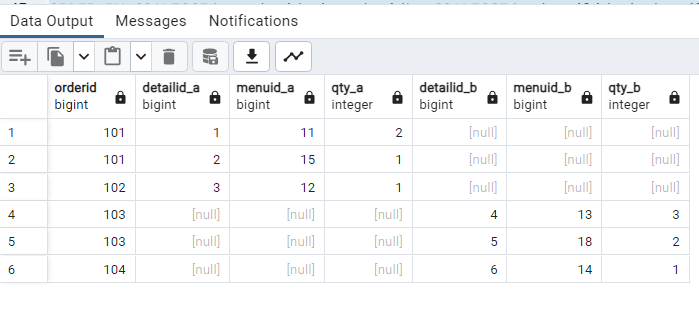 Data Output Messages Notifications
orderid detailid_a menuid_a qty_a detailid_b menuid_b qty_b
bigint bigint bigint integer bigint bigint integer
1 101 1 11 2 [null] [null] [null]
2 101 2 15 1 [null] [null] [null]
3 102 3 12 1 [null] [null] [null]
4 103 [null] [null] [null] 4 13 3
5 103 [null] [null] [null] 5 18 2
6 104 [null] [null] [null] 6 14 1